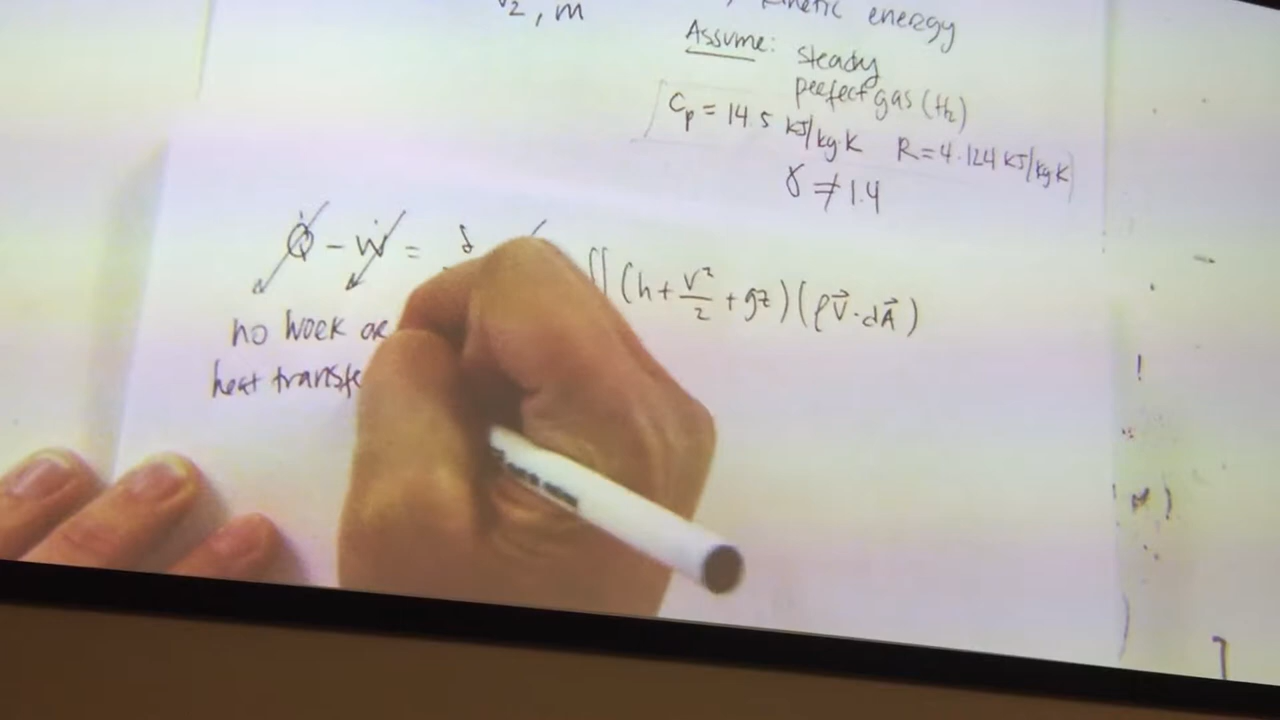 V₂, ṁ
kinetic energy
Assume: steady
perfect gas (H₂)
Cp = 14.5 kJ/kg·K R = 4.124 kJ/kg K
γ ≠ 1.4
Q̇ - Ẇ = ∬ (h + V²/2 + gz)(ρV⃗·dA⃗)
no work or
heat transfe